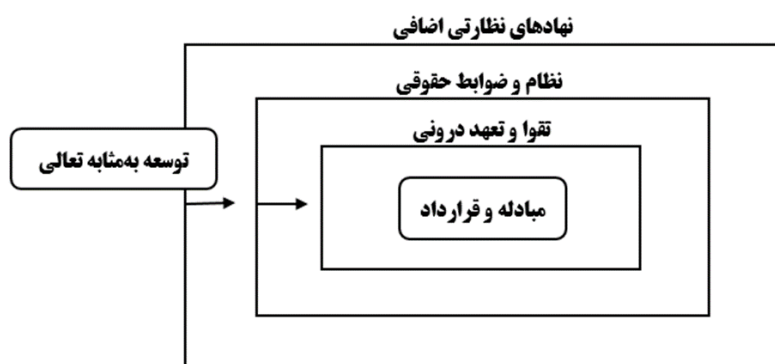 نهادهای نظارتی اضافی
نظام و ضوابط حقوقی
تقوا و تعهد درونی
توسعه به‌مثابه تعالی
مبادله و قرارداد